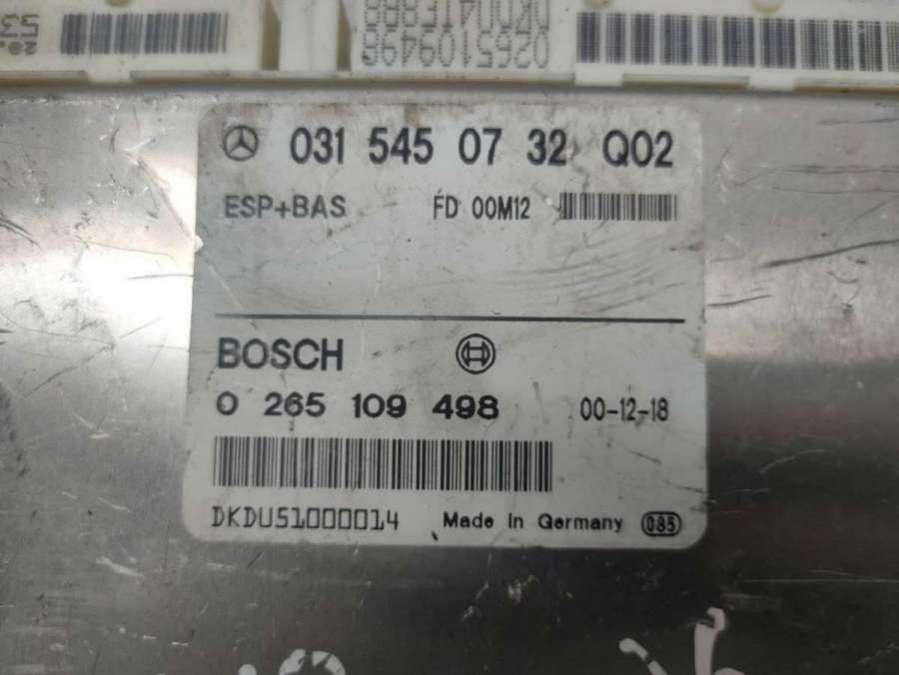 0265109498
031 545 07 32 Q02
ESP+BAS FD 00M12
BOSCH
0 265 109 498 00-12-18
DKDU51000014 Made in Germany 085